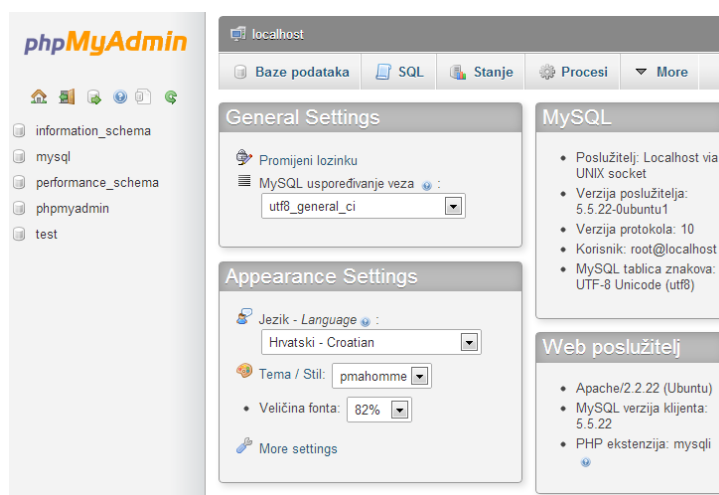 phpMyAdmin
information_schema
mysql
performance_schema
phpmyadmin
test
localhost
Baze podataka SQL Stanje Procesi More
General Settings
Promijeni lozinku
MySQL uspoređivanje veza :
utf8_general_ci
Appearance Settings
Jezik - Language :
Hrvatski - Croatian
Tema / Stil: pmahomme
Veličina fonta: 82%
More settings
MySQL
Poslužitelj: Localhost via
UNIX socket
Verzija poslužitelja:
5.5.22-0ubuntu1
Verzija protokola: 10
Korisnik: root@localhost
MySQL tablica znakova:
UTF-8 Unicode (utf8)
Web poslužitelj
Apache/2.2.22 (Ubuntu)
MySQL verzija klijenta:
5.5.22
PHP ekstenzija: mysqli